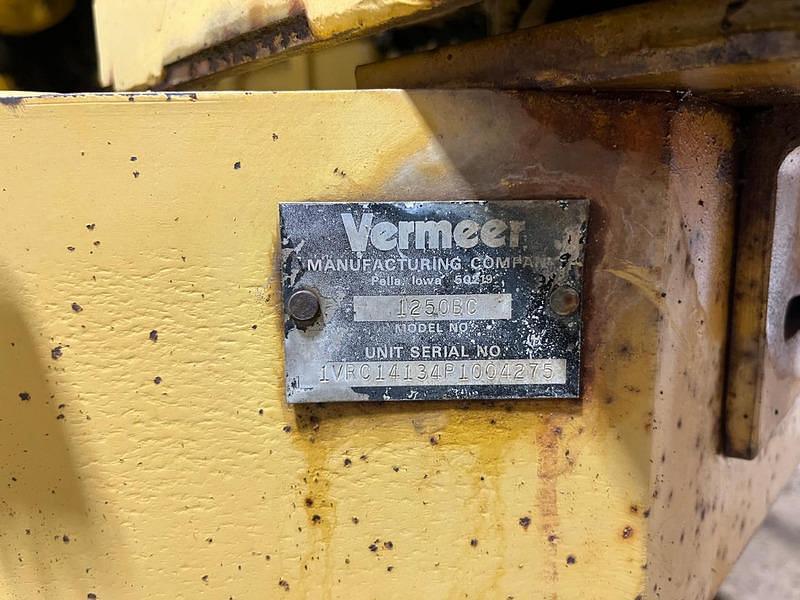 Vermeer
MANUFACTURING COMPANY
Pella, Iowa 50219
1250BC
MODEL NO.
UNIT SERIAL NO.
1VRC14134P1004275